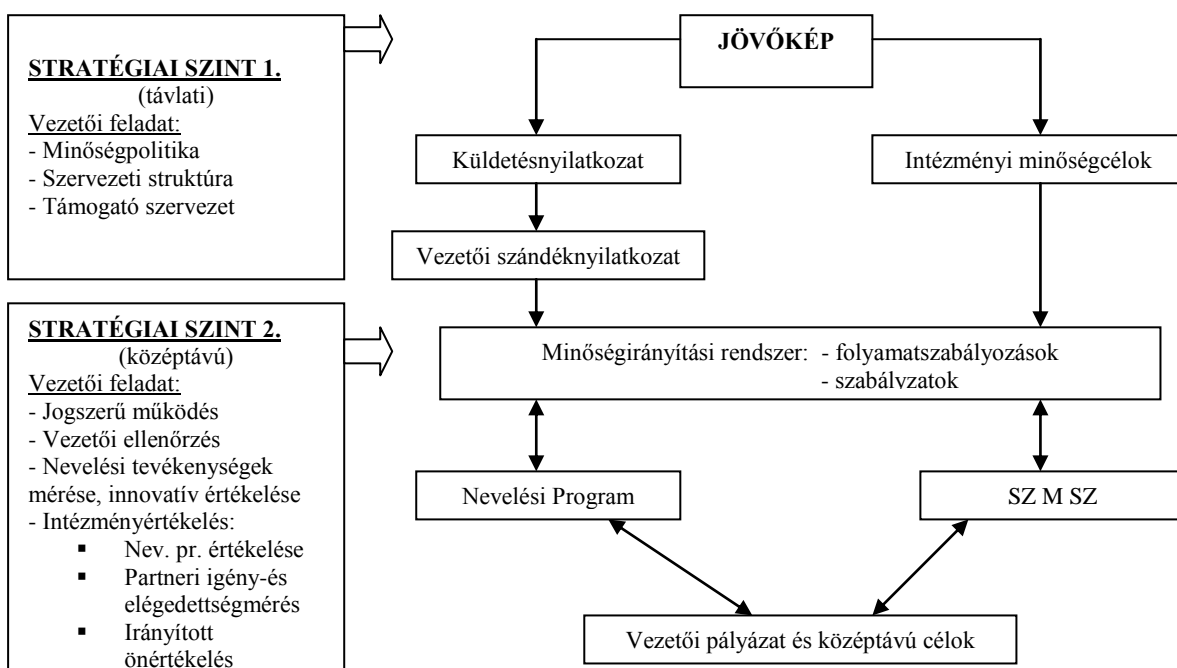 STRATÉGIAI SZINT 1.
(távlati)
Vezetői feladat:
- Minőségpolitika
- Szervezeti struktúra
- Támogató szervezet
JÖVŐKÉP
Küldetésnyilatkozat
Intézményi minőségcélok
Vezetői szándéknyilatkozat
STRATÉGIAI SZINT 2.
(középtávú)
Vezetői feladat:
- Jogszerű működés
- Vezetői ellenőrzés
- Nevelési tevékenységek
mérése, innovatív értékelése
- Intézményértékelés:
▪ Nev. pr. értékelése
▪ Partneri igény-és
elégedettségmérés
▪ Irányított
önértékelés
Minőségirányítási rendszer: - folyamatszabályozások
- szabályzatok
Nevelési Program
SZ M SZ
Vezetői pályázat és középtávú célok